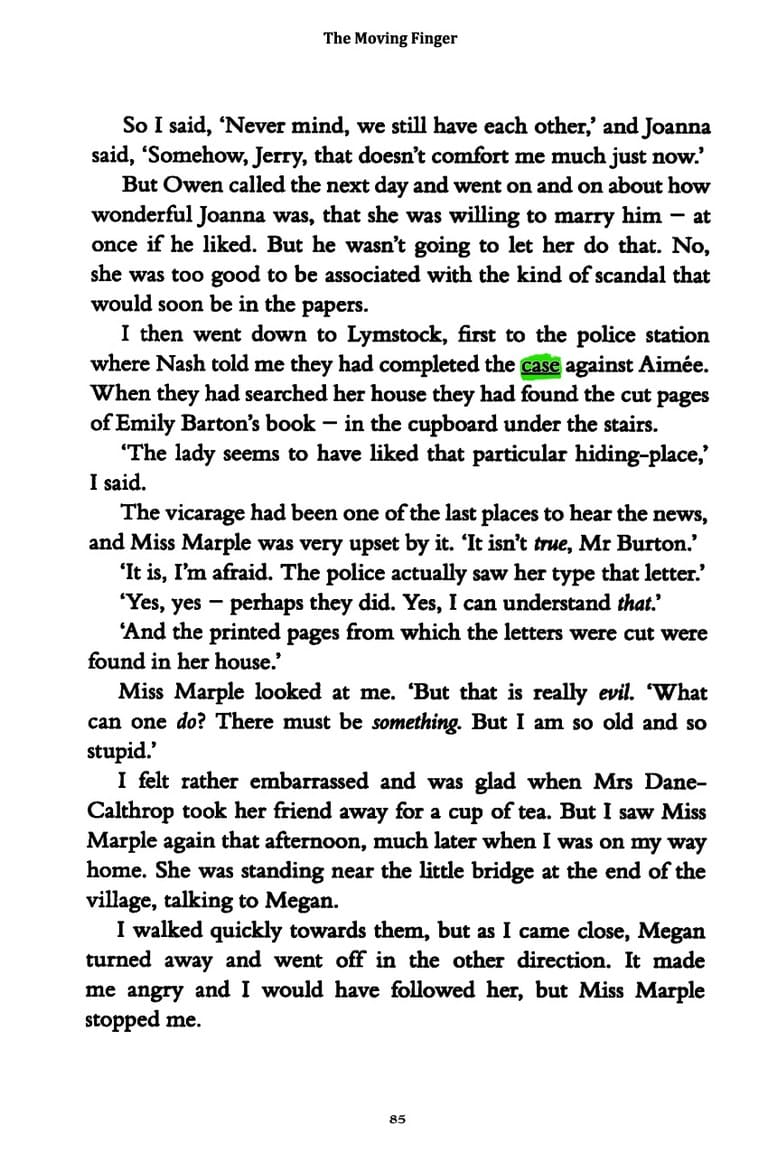 The Moving Finger
So I said, ‘Never mind, we still have each other,’ and Joanna
said, ‘Somehow, Jerry, that doesn’t comfort me much just now.’
But Owen called the next day and went on and on about how
wonderful Joanna was, that she was willing to marry him – at
once if he liked. But he wasn’t going to let her do that. No,
she was too good to be associated with the kind of scandal that
would soon be in the papers.
I then went down to Lymstock, first to the police station
where Nash told me they had completed the case against Aimée.
When they had searched her house they had found the cut pages
of Emily Barton’s book – in the cupboard under the stairs.
‘The lady seems to have liked that particular hiding-place,’
I said.
The vicarage had been one of the last places to hear the news,
and Miss Marple was very upset by it. ‘It isn’t true, Mr Burton.’
‘It is, I’m afraid. The police actually saw her type that letter.’
‘Yes, yes – perhaps they did. Yes, I can understand that.’
‘And the printed pages from which the letters were cut were
found in her house.’
Miss Marple looked at me. ‘But that is really evil. ‘What
can one do? There must be something. But I am so old and so
stupid.’
I felt rather embarrassed and was glad when Mrs Dane-
Calthrop took her friend away for a cup of tea. But I saw Miss
Marple again that afternoon, much later when I was on my way
home. She was standing near the little bridge at the end of the
village, talking to Megan.
I walked quickly towards them, but as I came close, Megan
turned away and went off in the other direction. It made
me angry and I would have followed her, but Miss Marple
stopped me.
85